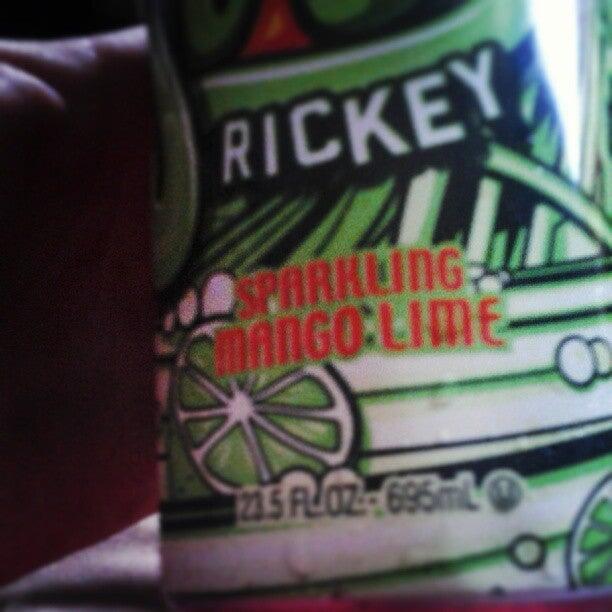 RICKEY
SPARKLING
MANGO LIME
23.5 FL. OZ. - 695mL